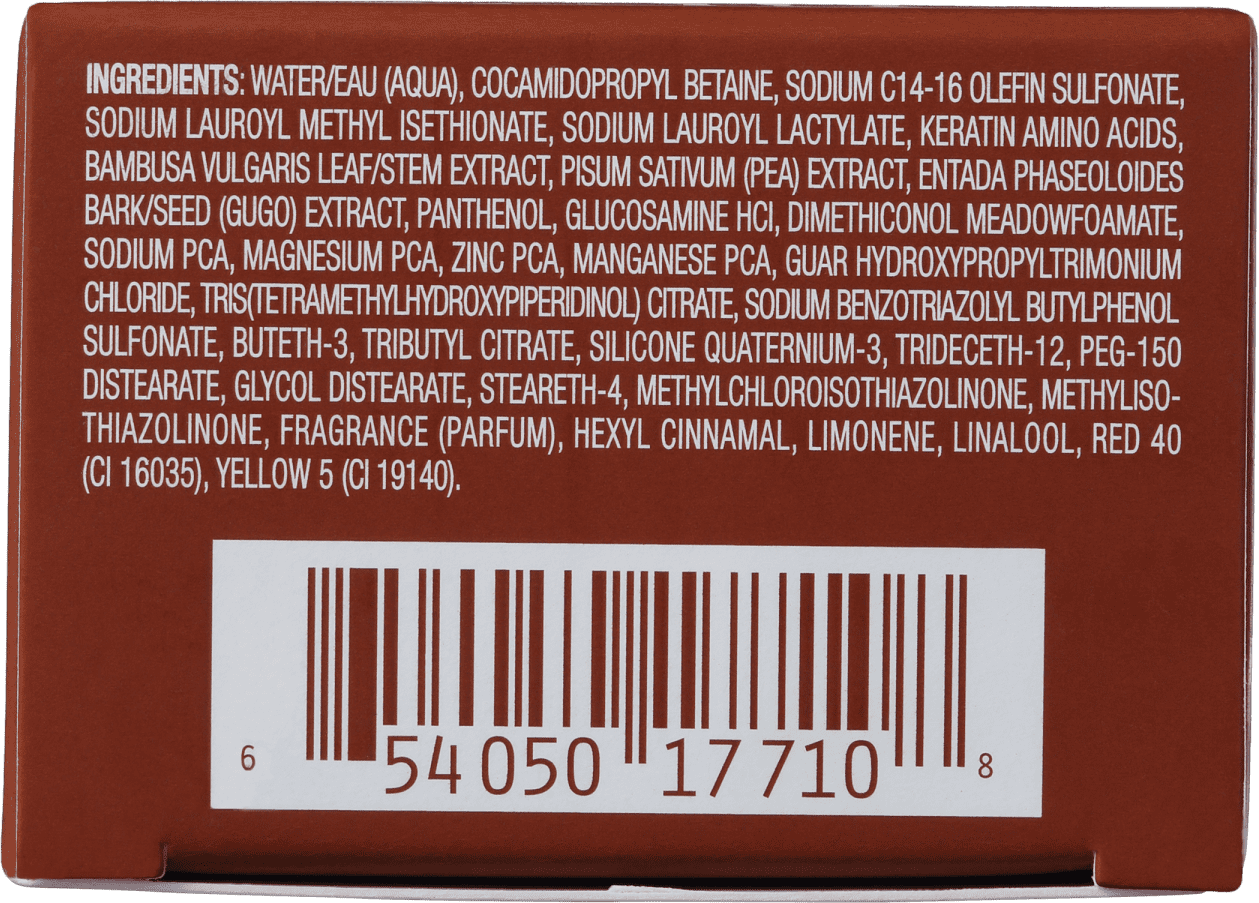 INGREDIENTS: WATER/EAU (AQUA), COCAMIDOPROPYL BETAINE, SODIUM C14-16 OLEFIN SULFONATE,
SODIUM LAUROYL METHYL ISETHIONATE, SODIUM LAUROYL LACTYLATE, KERATIN AMINO ACIDS,
BAMBUSA VULGARIS LEAF/STEM EXTRACT, PISUM SATIVUM (PEA) EXTRACT, ENTADA PHASEOLOIDES
BARK/SEED (GUGO) EXTRACT, PANTHENOL, GLUCOSAMINE HCl, DIMETHICONOL MEADOWFOAMATE,
SODIUM PCA, MAGNESIUM PCA, ZINC PCA, MANGANESE PCA, GUAR HYDROXYPROPYLTRIMONIUM
CHLORIDE, TRIS(TETRAMETHYLHYDROXYPIPERIDINOL) CITRATE, SODIUM BENZOTRIAZOLYL BUTYLPHENOL
SULFONATE, BUTETH-3, TRIBUTYL CITRATE, SILICONE QUATERNIUM-3, TRIDECETH-12, PEG-150
DISTEARATE, GLYCOL DISTEARATE, STEARETH-4, METHYLCHLOROISOTHIAZOLINONE, METHYLISO-
THIAZOLINONE, FRAGRANCE (PARFUM), HEXYL CINNAMAL, LIMONENE, LINALOOL, RED 40
(CI 16035), YELLOW 5 (CI 19140).
6 54050 17710 8